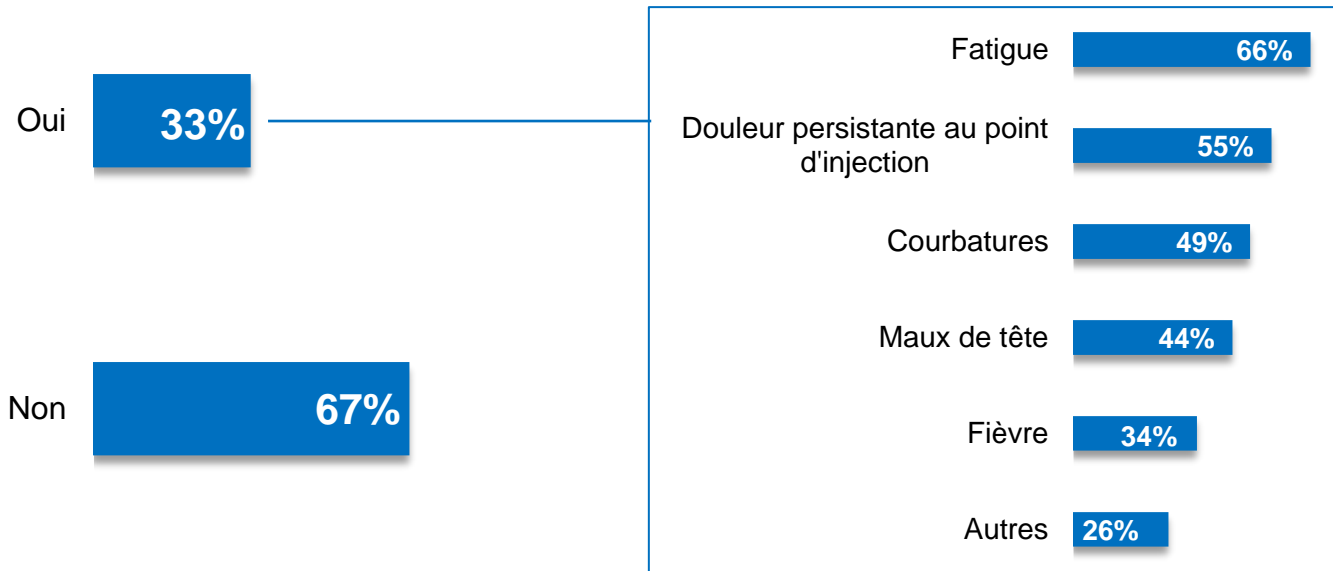 Oui
33%
Non
67%
Fatigue
66%
Douleur persistante au point
d'injection
55%
Courbatures
49%
Maux de tête
44%
Fièvre
34%
Autres
26%